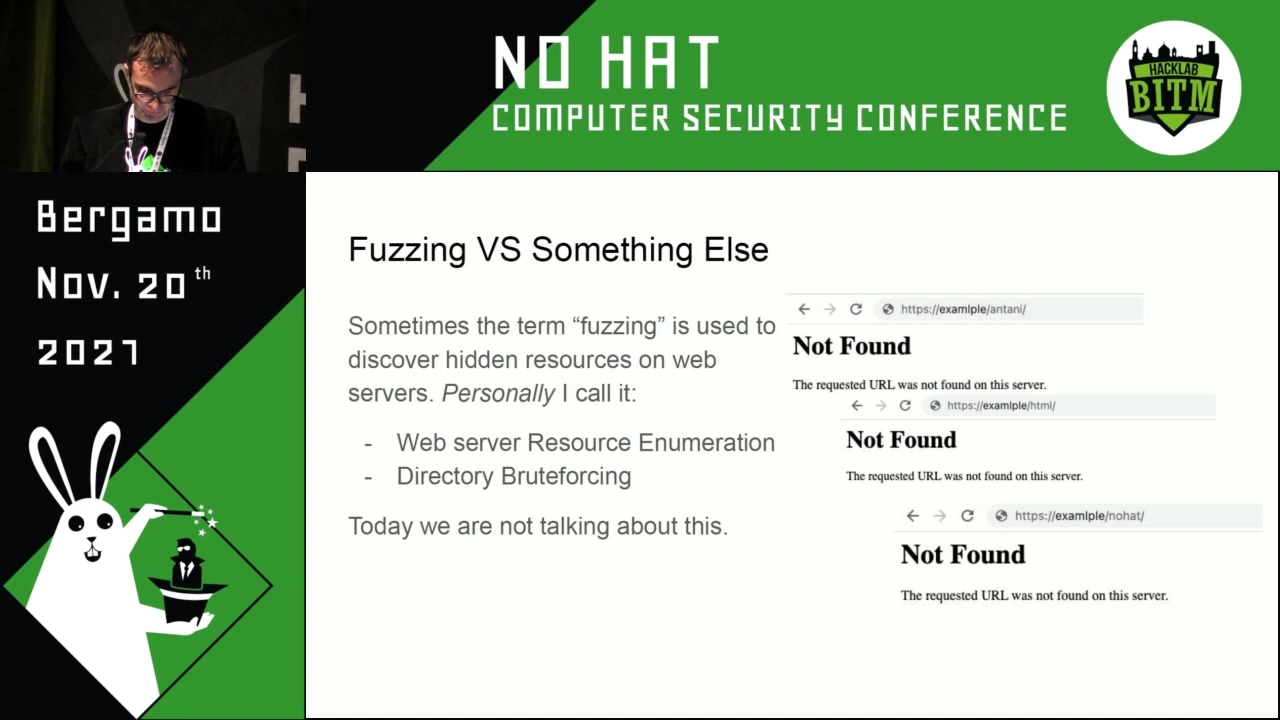 NO HAT
COMPUTER SECURITY CONFERENCE
HACKLAB
BITM
Bergamo
Nov. 20th
2021
Fuzzing VS Something Else
Sometimes the term “fuzzing” is used to
discover hidden resources on web
servers. Personally I call it:
- Web server Resource Enumeration
- Directory Bruteforcing
Today we are not talking about this.
https://examlple/antani/
Not Found
The requested URL was not found on this server.
https://examlple/html/
Not Found
The requested URL was not found on this server.
https://examlple/nohat/
Not Found
The requested URL was not found on this server.